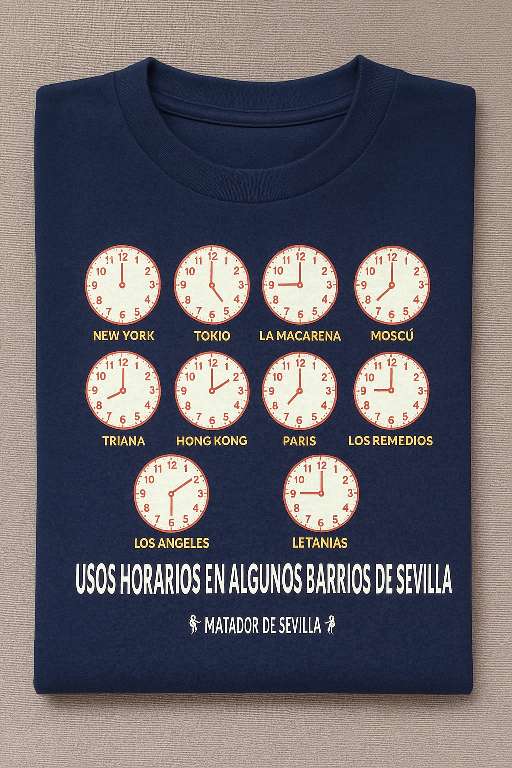 NEW YORK TOKIO LA MACARENA MOSCÚ
TRIANA HONG KONG PARIS LOS REMEDIOS
LOS ANGELES LETANIAS
USOS HORARIOS EN ALGUNOS BARRIOS DE SEVILLA
MATADOR DE SEVILLA